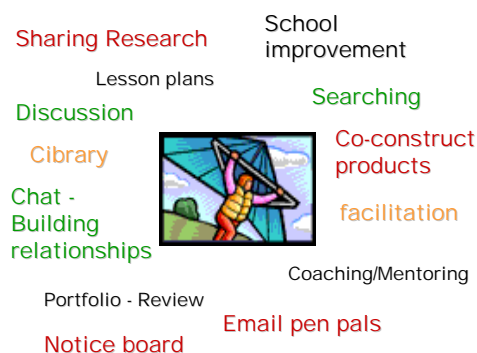 School
improvement
Sharing Research
Lesson plans
Searching
Discussion
Co-construct
products
Cibrary
Chat -
Building
relationships
facilitation
Coaching/Mentoring
Portfolio - Review
Email pen pals
Notice board